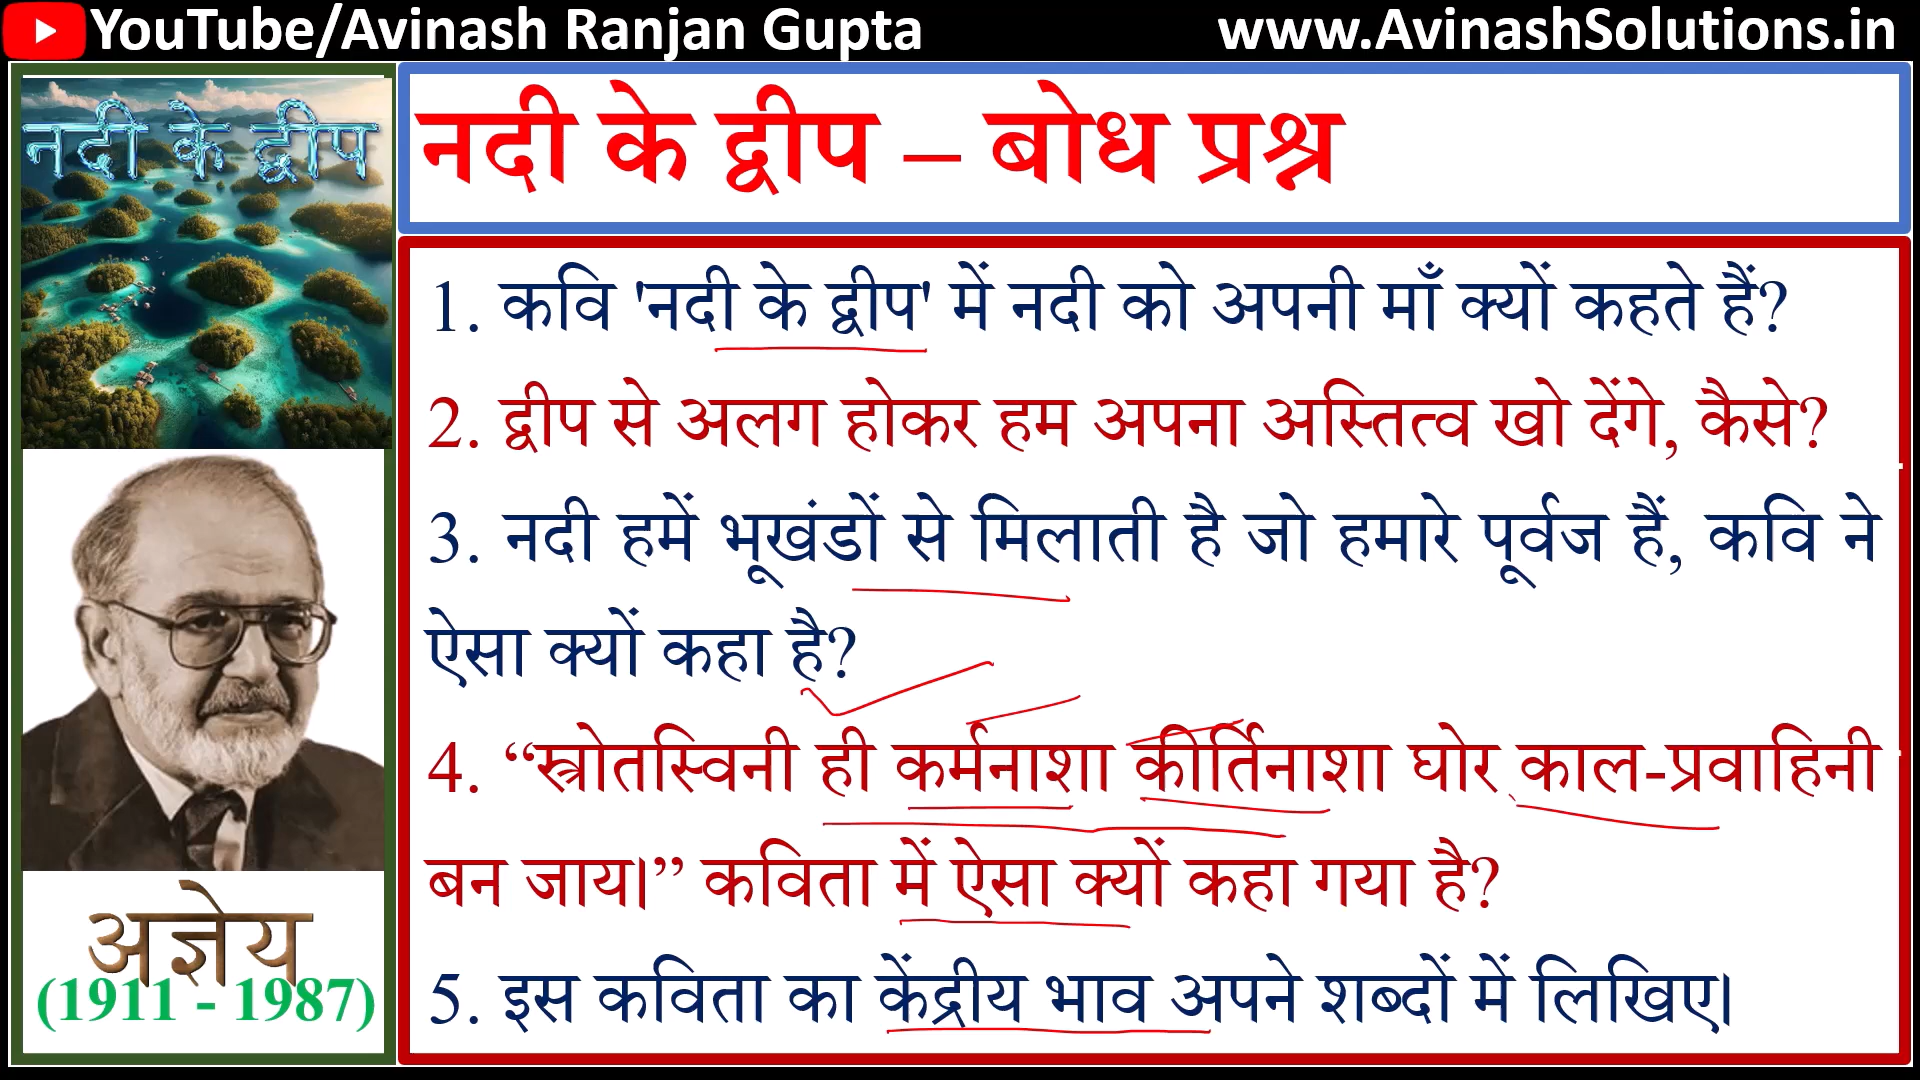 YouTube/Avinash Ranjan Gupta
www.AvinashSolutions.in
नदी के द्वीप
नदी के द्वीप – बोध प्रश्न
1. कवि 'नदी के द्वीप' में नदी को अपनी माँ क्यों कहते हैं?
2. द्वीप से अलग होकर हम अपना अस्तित्व खो देंगे, कैसे?
3. नदी हमें भूखंडों से मिलाती है जो हमारे पूर्वज हैं, कवि ने
ऐसा क्यों कहा है?
4. “स्त्रोतस्विनी ही कर्मनाशा कीर्तिनाशा घोर काल-प्रवाहिनी
बन जाय।” कविता में ऐसा क्यों कहा गया है?
5. इस कविता का केंद्रीय भाव अपने शब्दों में लिखिए।
अज्ञेय
(1911 - 1987)